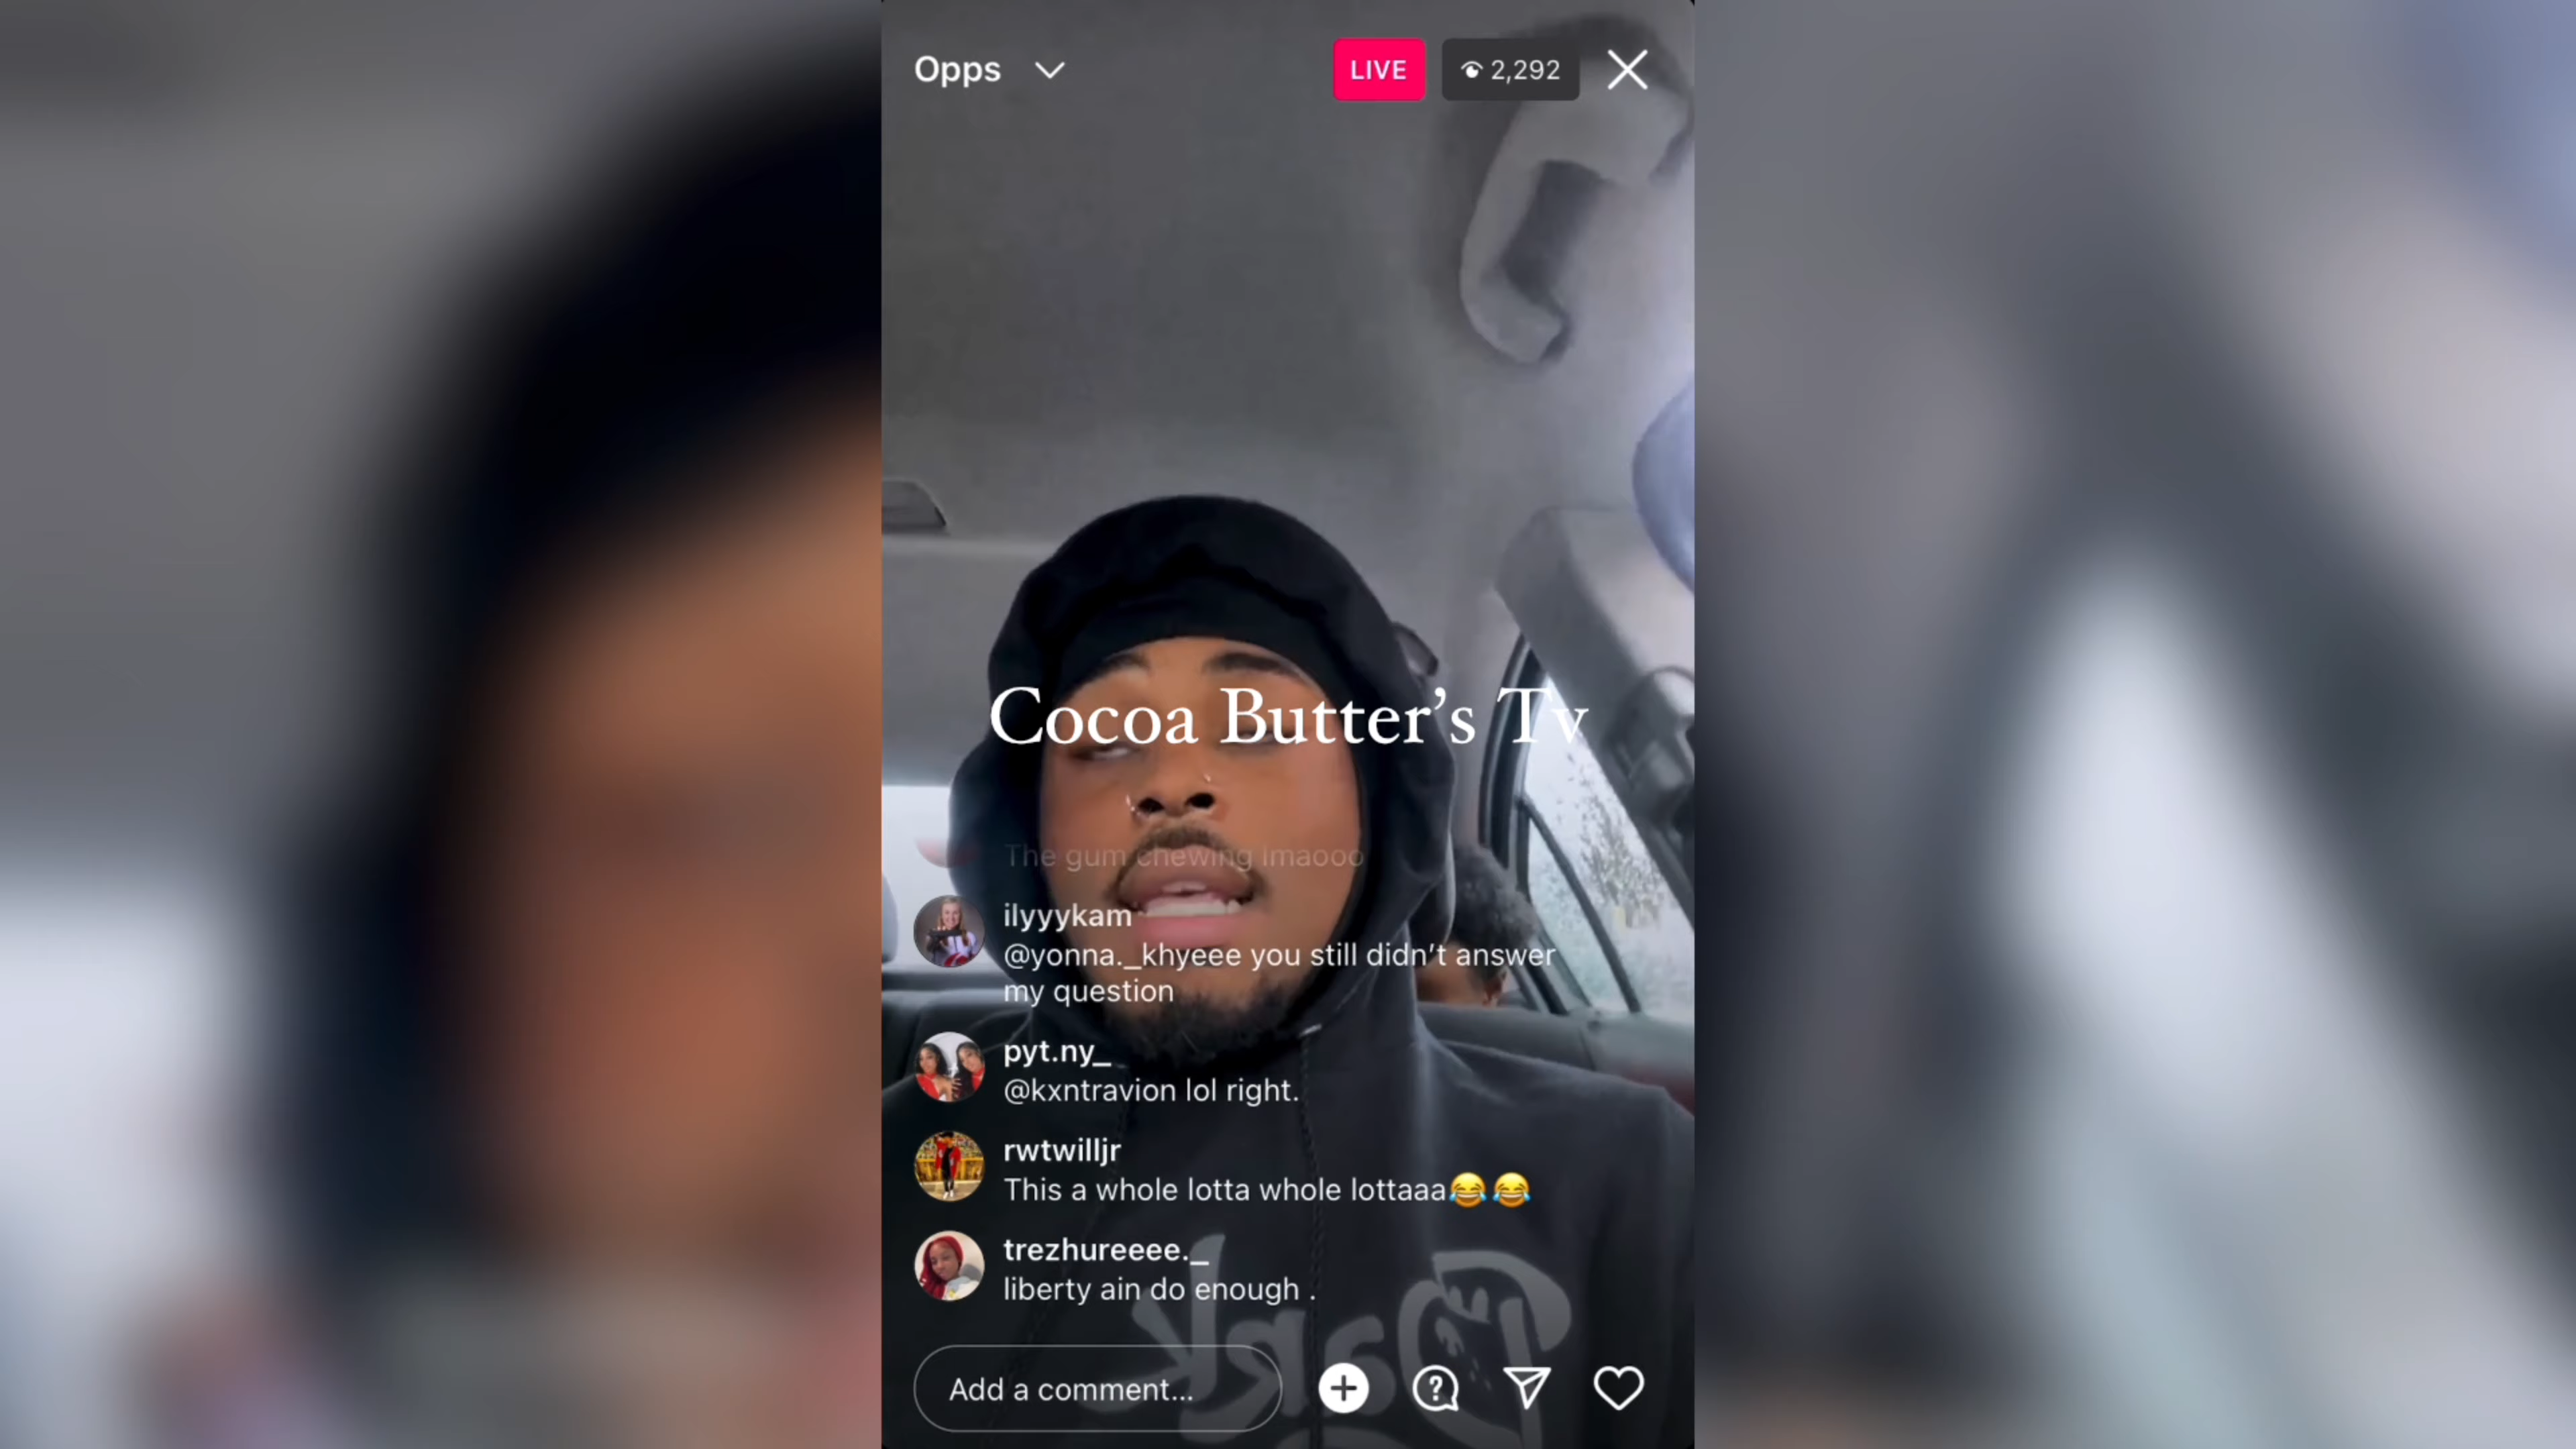 Opps
LIVE
2,292
Cocoa Butter’s Tv
The gum chewing lmaooo
ilyyykam
@yonna._khyeee you still didn’t answer
my question
pyt.ny_
@kxntravion lol right.
rwtwilljr
This a whole lotta whole lottaaa😂😂
trezhureeee._
liberty ain do enough .
Dark
Add a comment...